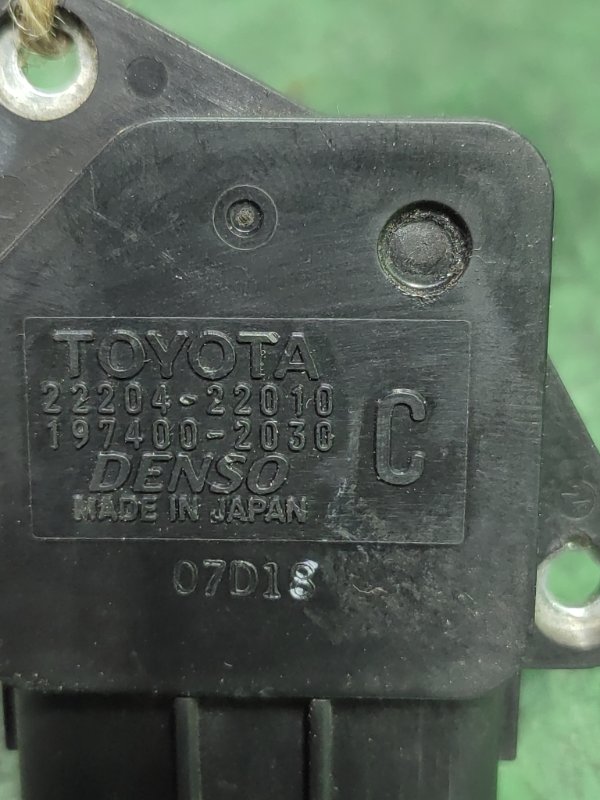 TOYOTA
22204-22010
197400-2030
C
DENSO
MADE IN JAPAN
07D18